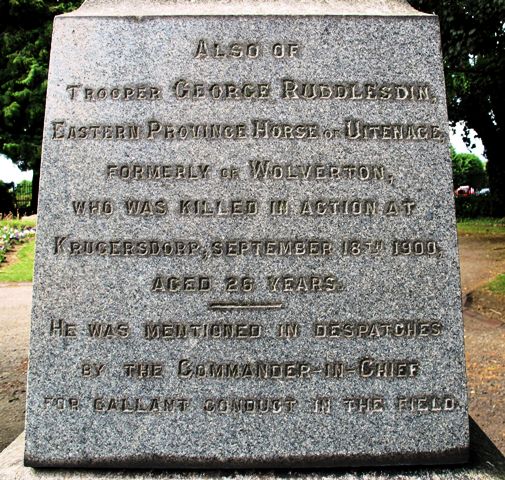 Also of
Trooper George Ruddlesdin,
Eastern Province Horse of Uitenage,
formerly of Wolverton,
who was killed in action at
Krugersdorp, September 18th 1900,
aged 26 years.
He was mentioned in despatches
by the Commander-in-Chief
for gallant conduct in the field.